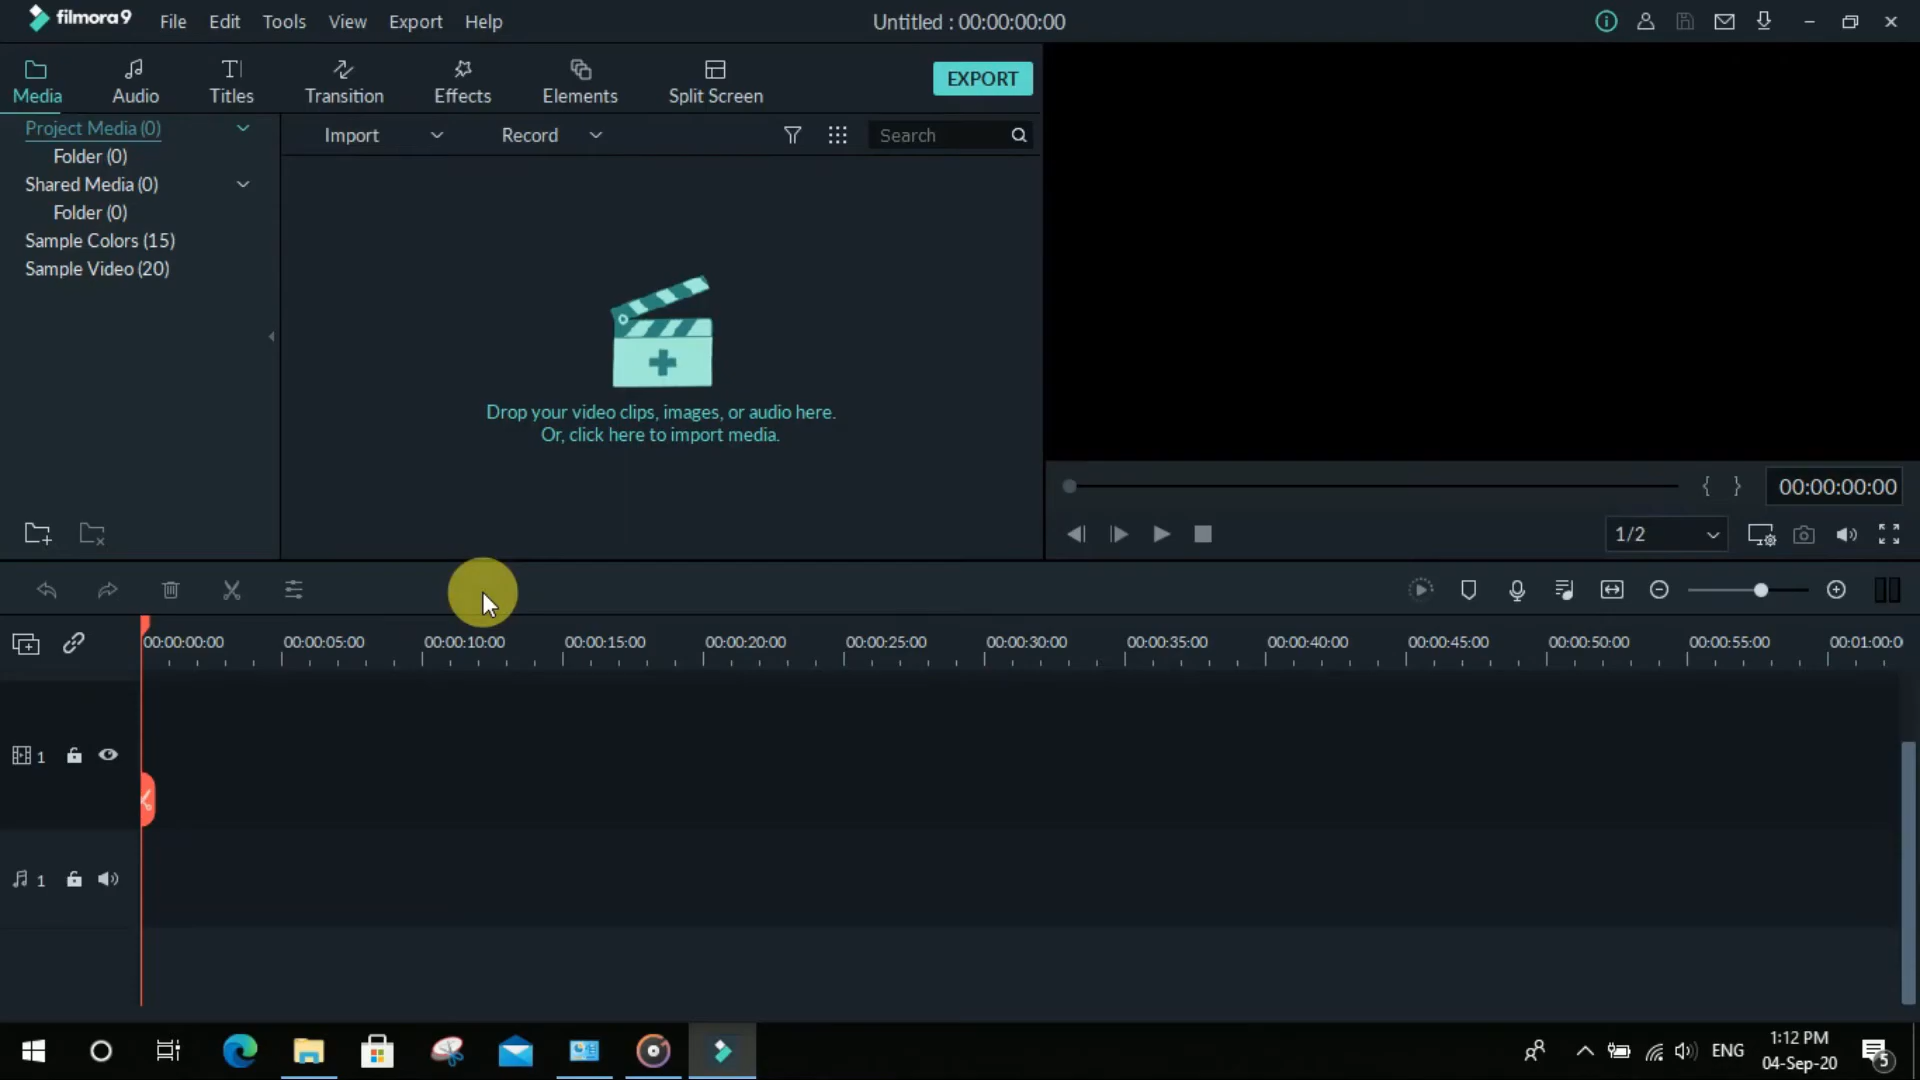 filmora9 File Edit Tools View Export Help Untitled : 00:00:00:00
Media Audio Titles Transition Effects Elements Split Screen EXPORT
Project Media (0)
Folder (0)
Shared Media (0)
Folder (0)
Sample Colors (15)
Sample Video (20)
Import Record Search
Drop your video clips, images, or audio here.
Or, click here to import media.
{ } 00:00:00:00
1/2
00:00:00:00 00:00:05:00 00:00:10:00 00:00:15:00 00:00:20:00 00:00:25:00 00:00:30:00 00:00:35:00 00:00:40:00 00:00:45:00 00:00:50:00 00:00:55:00 00:01:00:0
1
1
ENG 1:12 PM
04-Sep-20
5